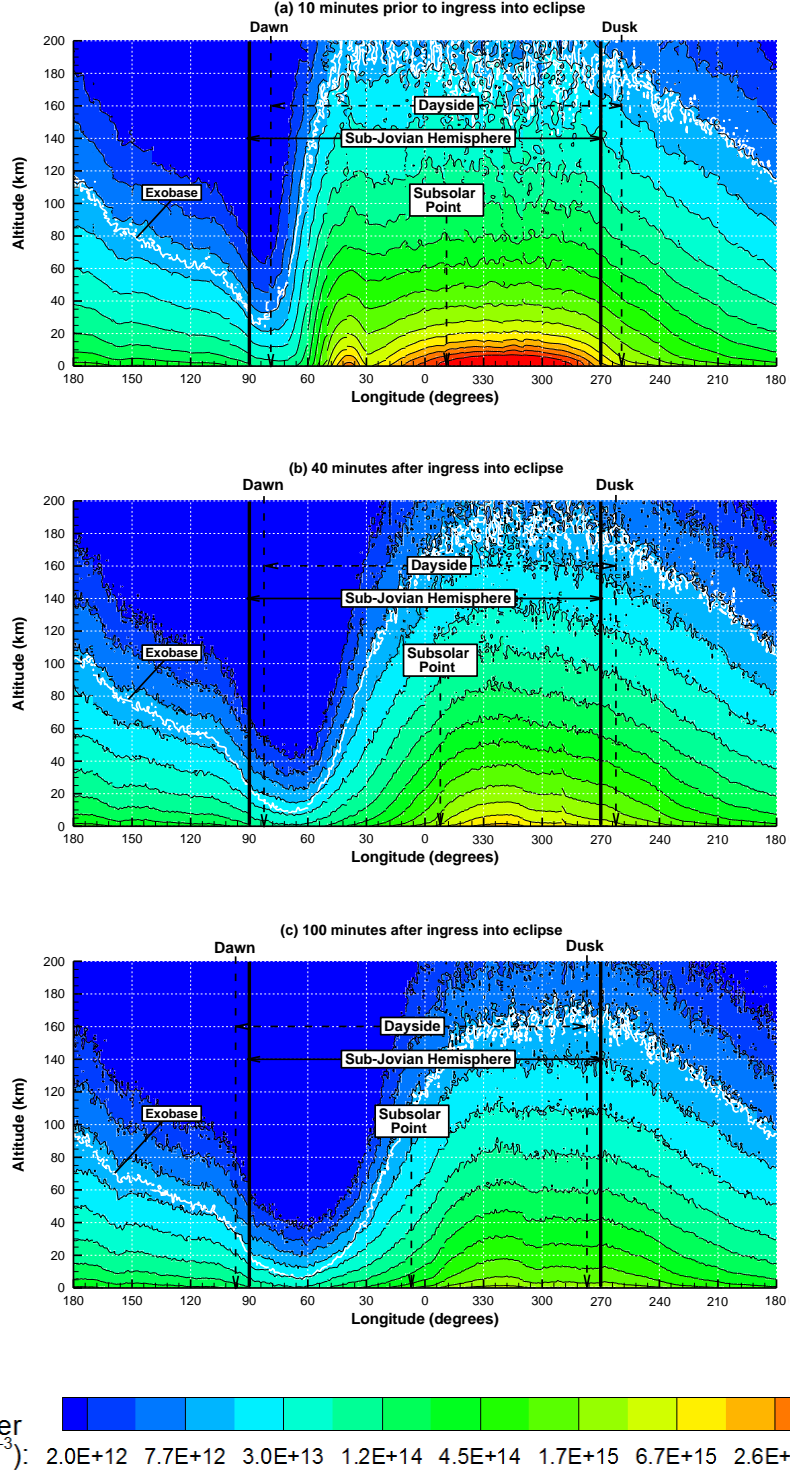 (a) 10 minutes prior to ingress into eclipse
Dawn Dusk
200
180
160
140
120
100
80
60
40
20
0
Altitude (km)
Dayside
Sub-Jovian Hemisphere
Exobase
Subsolar
Point
180 150 120 90 60 30 0 330 300 270 240 210 180
Longitude (degrees)
(b) 40 minutes after ingress into eclipse
Dawn Dusk
200
180
160
140
120
100
80
60
40
20
0
Altitude (km)
Dayside
Sub-Jovian Hemisphere
Exobase
Subsolar
Point
180 150 120 90 60 30 0 330 300 270 240 210 180
Longitude (degrees)
(c) 100 minutes after ingress into eclipse
Dawn Dusk
200
180
160
140
120
100
80
60
40
20
0
Altitude (km)
Dayside
Sub-Jovian Hemisphere
Exobase
Subsolar
Point
180 150 120 90 60 30 0 330 300 270 240 210 180
Longitude (degrees)
er
-3): 2.0E+12 7.7E+12 3.0E+13 1.2E+14 4.5E+14 1.7E+15 6.7E+15 2.6E+